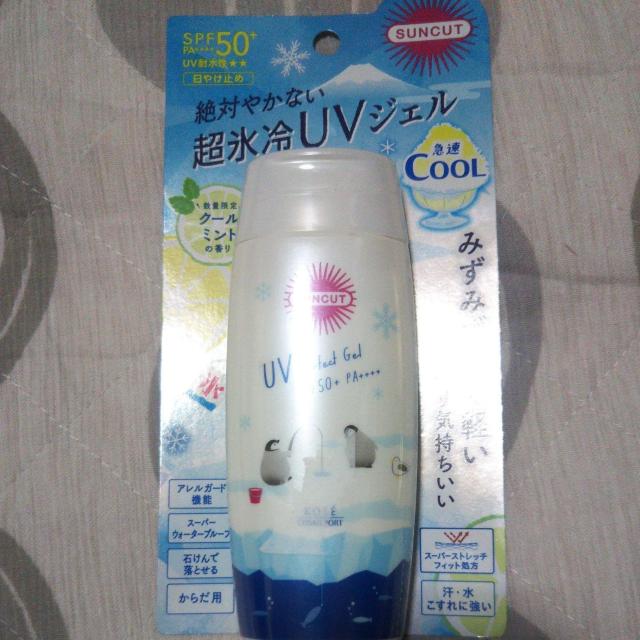 SPF50+
PA++++
UV耐水性★★
日やけ止め
SUNCUT
絶対やかない
超氷冷UVジェル
急速
COOL
数量限定
クール
ミント
の香り
みずみ
軽い
気持ちいい
SUNCUT
UV
ect Gel
50+ PA++++
氷
KOSÉ
COSMEPORT
アレルガード
機能
スーパー
ウォータープルーフ
石けんで
落とせる
からだ用
スーパーストレッチ
フィット処方
汗・水
こすれに強い